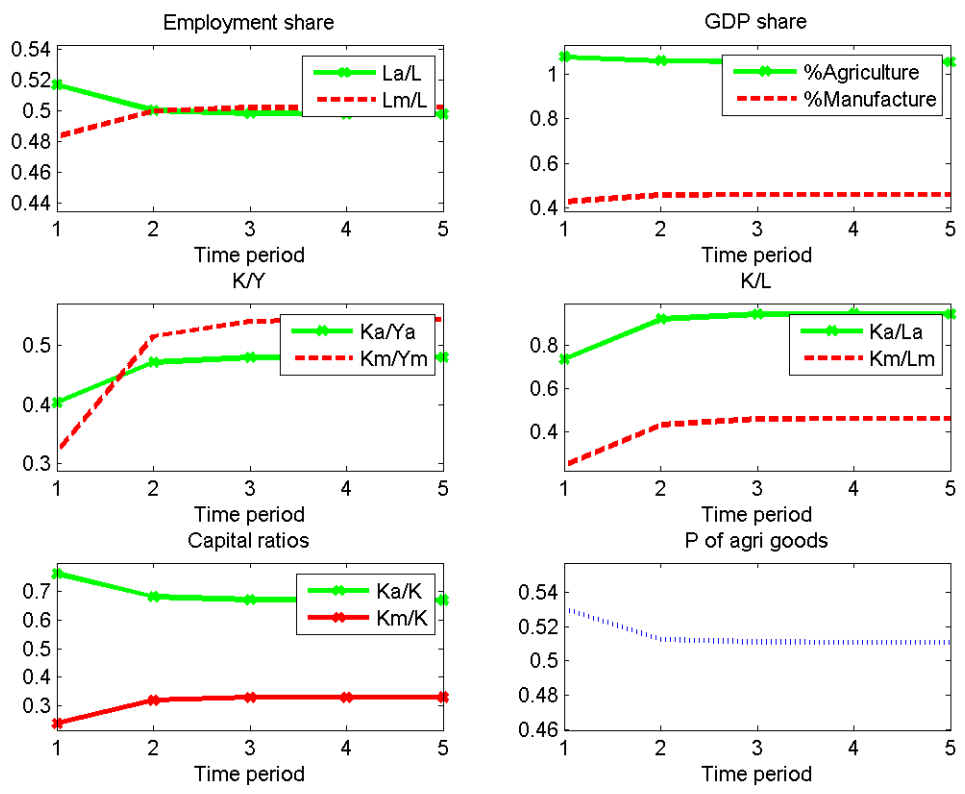 Employment share
0.54
0.52
0.5
0.48
0.46
0.44
La/L
Lm/L
1 2 3 4 5
Time period
GDP share
1
0.8
0.6
0.4
%Agriculture
%Manufacture
1 2 3 4 5
Time period
K/Y
0.5
0.4
0.3
Ka/Ya
Km/Ym
1 2 3 4 5
Time period
K/L
0.8
0.6
0.4
Ka/La
Km/Lm
1 2 3 4 5
Time period
Capital ratios
0.7
0.6
0.5
0.4
0.3
Ka/K
Km/K
1 2 3 4 5
Time period
P of agri goods
0.54
0.52
0.5
0.48
0.46
1 2 3 4 5
Time period